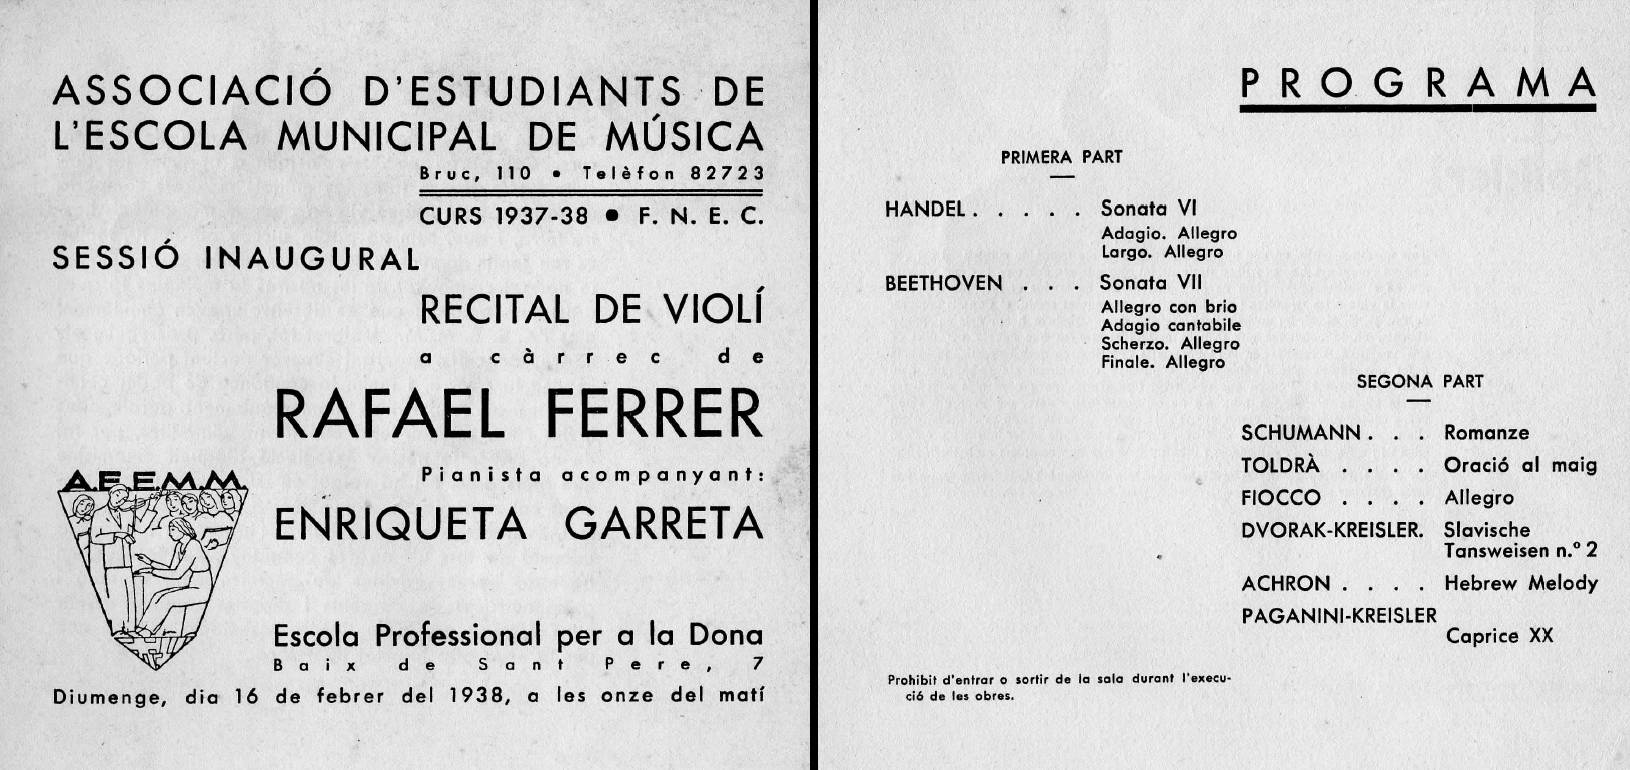 ASSOCIACIÓ D'ESTUDIANTS DE
L'ESCOLA MUNICIPAL DE MÚSICA
Bruc, 110 • Telèfon 82723
CURS 1937-38 • F. N. E. C.
SESSIÓ INAUGURAL
RECITAL DE VIOLÍ
a càrrec de
RAFAEL FERRER
Pianista acompanyant:
ENRIQUETA GARRETA
A.E.E.M.M.
Escola Professional per a la Dona
Baix de Sant Pere, 7
Diumenge, dia 16 de febrer del 1938, a les onze del matí
PROGRAMA
PRIMERA PART
HANDEL . . . . . Sonata VI
Adagio. Allegro
Largo. Allegro
BEETHOVEN . . . Sonata VII
Allegro con brio
Adagio cantabile
Scherzo. Allegro
Finale. Allegro
SEGONA PART
SCHUMANN . . . Romanze
TOLDRÀ . . . . Oració al maig
FIOCCO . . . . Allegro
DVORAK-KREISLER. Slavische
Tansweisen n.º 2
ACHRON . . . . Hebrew Melody
PAGANINI-KREISLER
Caprice XX
Prohibit d'entrar o sortir de la sala durant l'execu-
ció de les obres.